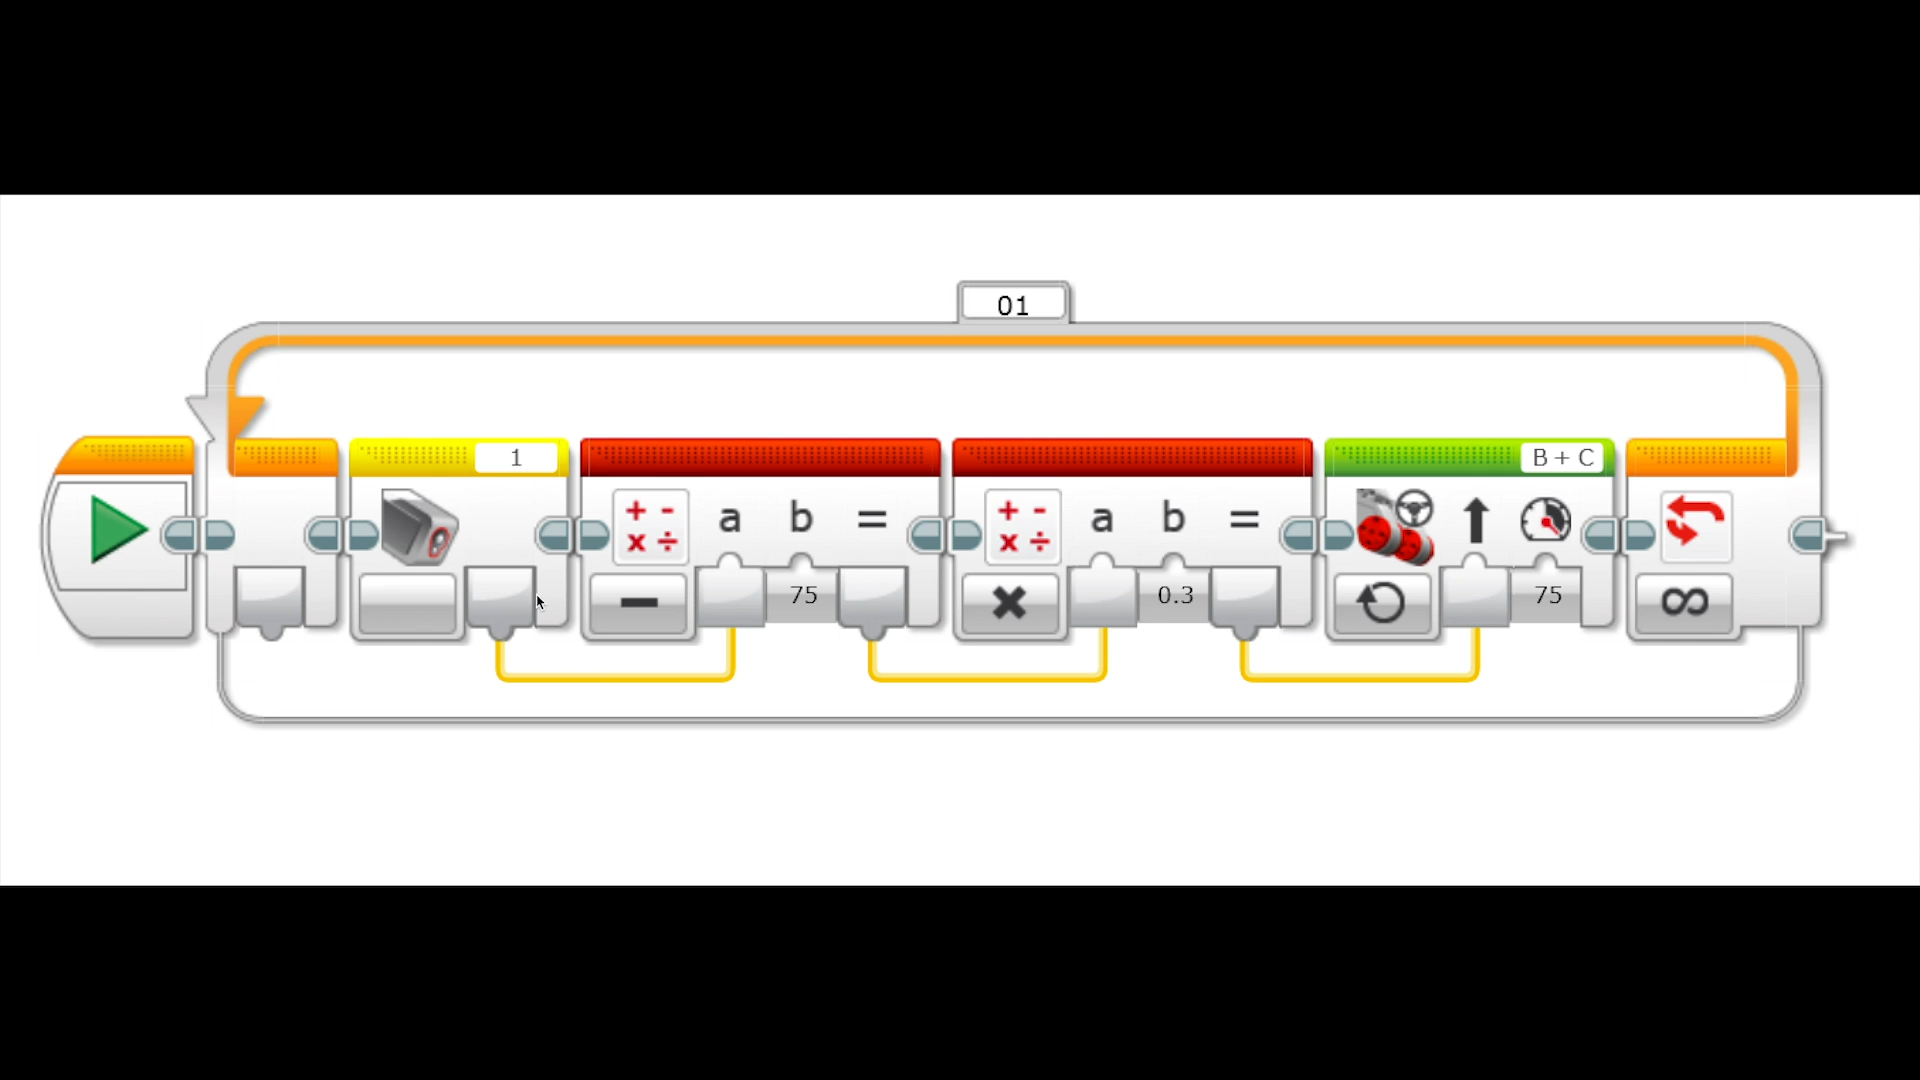 01
1
B + C
+ -
x ÷
a b =
+ -
x ÷
a b =
∞
75
0.3
75